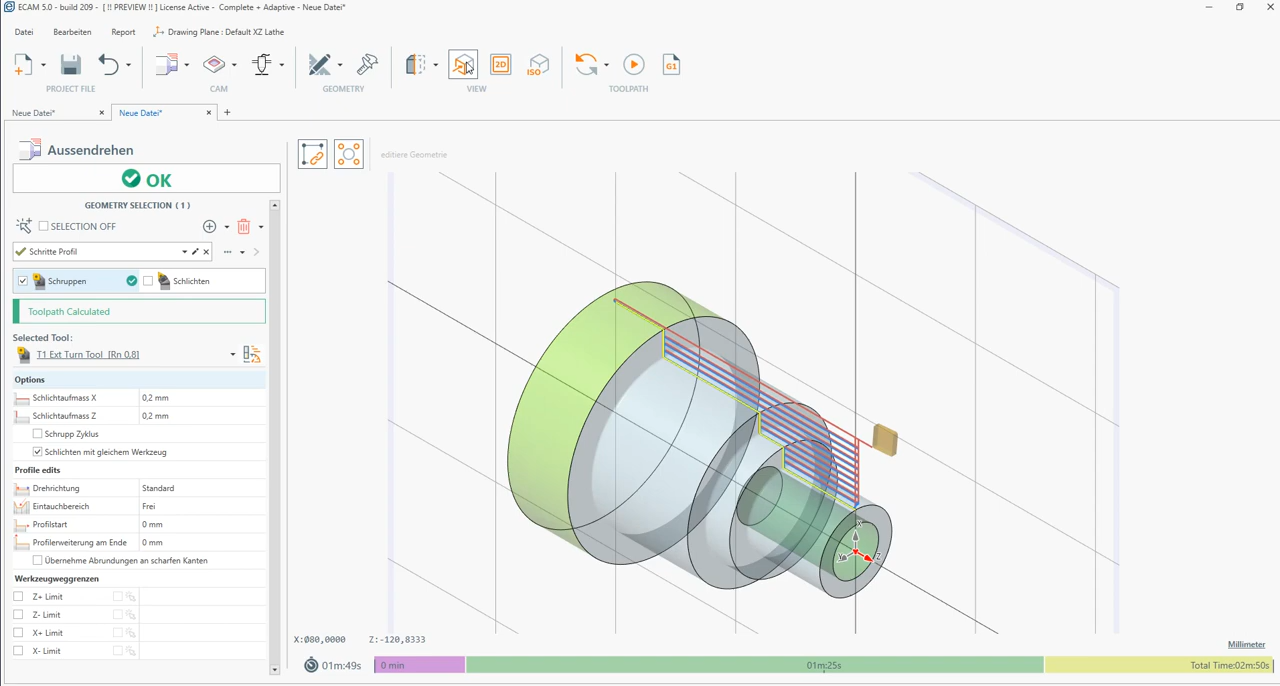 ECAM 5.0 - build 209 - [ !! PREVIEW !! ] License Active - Complete + Adaptive - Neue Datei*
Datei Bearbeiten Report Drawing Plane : Default XZ Lathe
2D ISO G1
PROJECT FILE CAM GEOMETRY VIEW TOOLPATH
Neue Datei* × Neue Datei* × +
Aussendrehen
editiere Geometrie
OK
GEOMETRY SELECTION ( 1 )
SELECTION OFF
Schritte Profil
Schruppen Schlichten
Toolpath Calculated
Selected Tool:
T1 Ext Turn Tool [Rn 0,8]
Options
Schlichtaufmass X 0,2 mm
Schlichtaufmass Z 0,2 mm
Schrupp Zyklus
Schlichten mit gleichem Werkzeug
Profile edits
Drehrichtung Standard
Eintauchbereich Frei
Profilstart 0 mm
Profilerweiterung am Ende 0 mm
Übernehme Abrundungen an scharfen Kanten
Werkzeugweggrenzen
Z+ Limit
Z- Limit
X+ Limit
X- Limit
X
Y
Z
X:Ø80,0000 Z:-120,8333
Millimeter
01m:49s 0 min 01m:25s Total Time:02m:50s